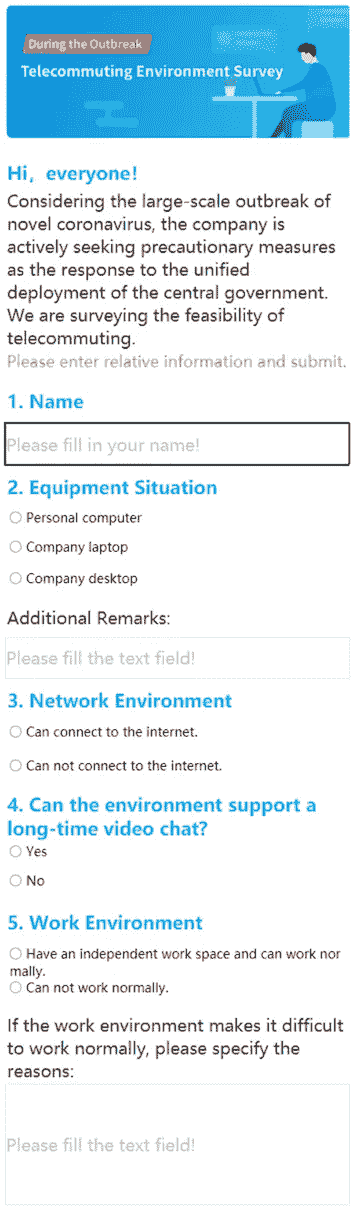 During the Outbreak
Telecommuting Environment Survey
Hi, everyone!
Considering the large-scale outbreak of
novel coronavirus, the company is
actively seeking precautionary measures
as the response to the unified
deployment of the central government.
We are surveying the feasibility of
telecommuting.
Please enter relative information and submit.
1. Name
Please fill in your name!
2. Equipment Situation
Personal computer
Company laptop
Company desktop
Additional Remarks:
Please fill the text field!
3. Network Environment
Can connect to the internet.
Can not connect to the internet.
4. Can the environment support a
long-time video chat?
Yes
No
5. Work Environment
Have an independent work space and can work nor
mally.
Can not work normally.
If the work environment makes it difficult
to work normally, please specify the
reasons:
Please fill the text field!